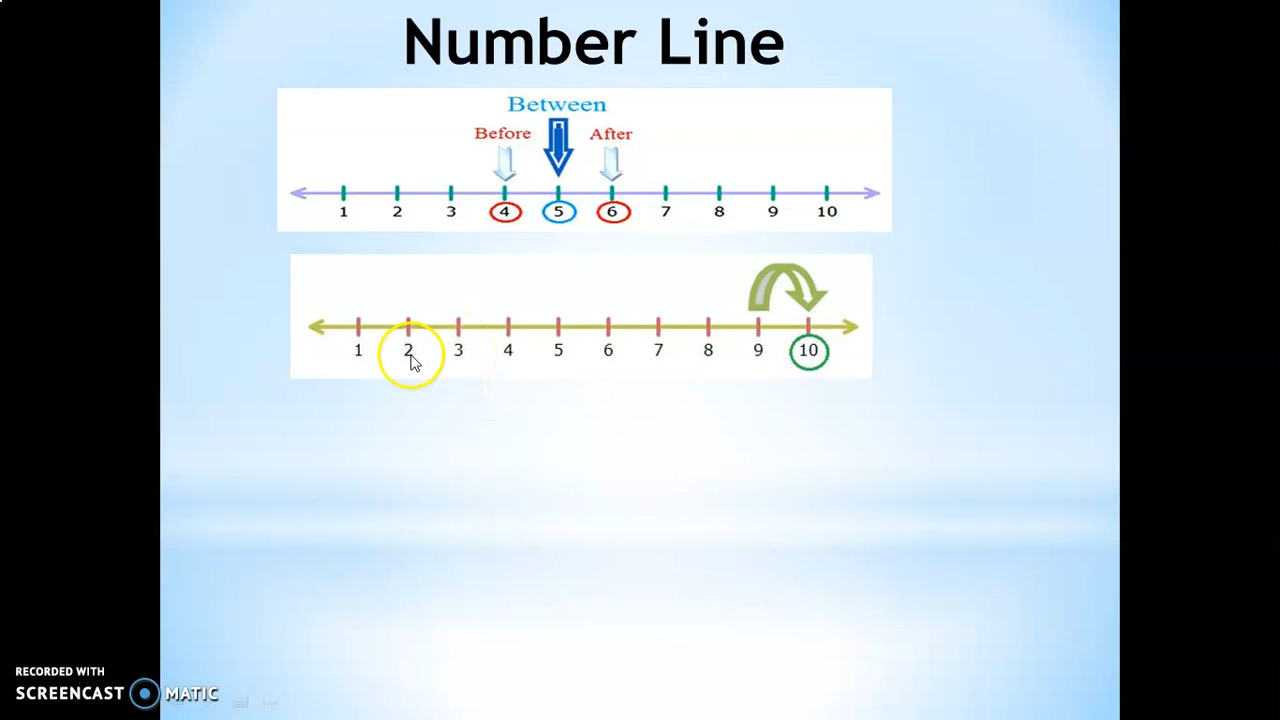 Number Line
Between
Before After
1 2 3 4 5 6 7 8 9 10
1 2 3 4 5 6 7 8 9 10
RECORDED WITH
SCREENCAST MATIC